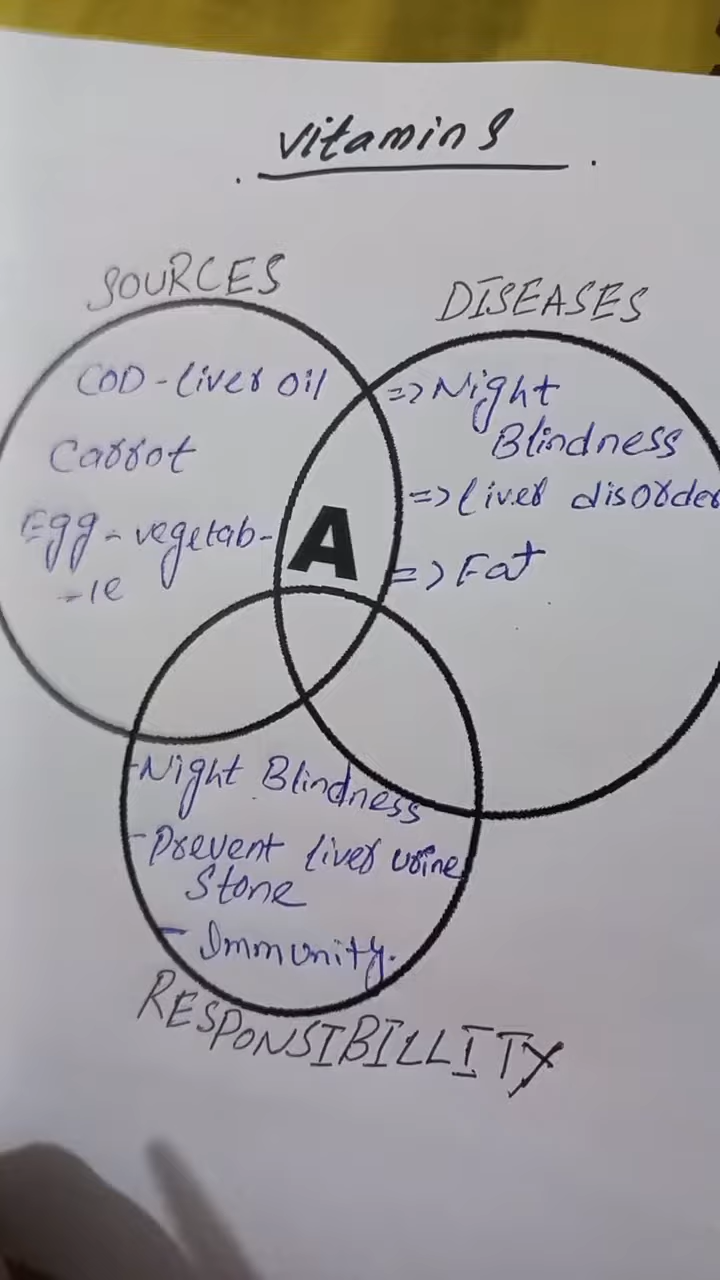 Vitamins
SOURCES
COD-liver oil
Carrot
Egg-vegetab-
-le
A
DISEASES
=> Night
Blindness
=> Liver disorder
=> Fat
-Night Blindness
-Prevent liver urine
Stone
- Immunity.
RESPONSIBILLITY